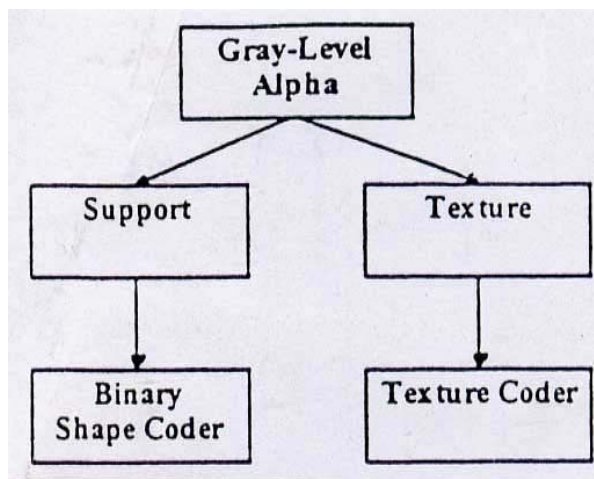 Gray-Level
Alpha
Support
Texture
Binary
Shape Coder
Texture Coder